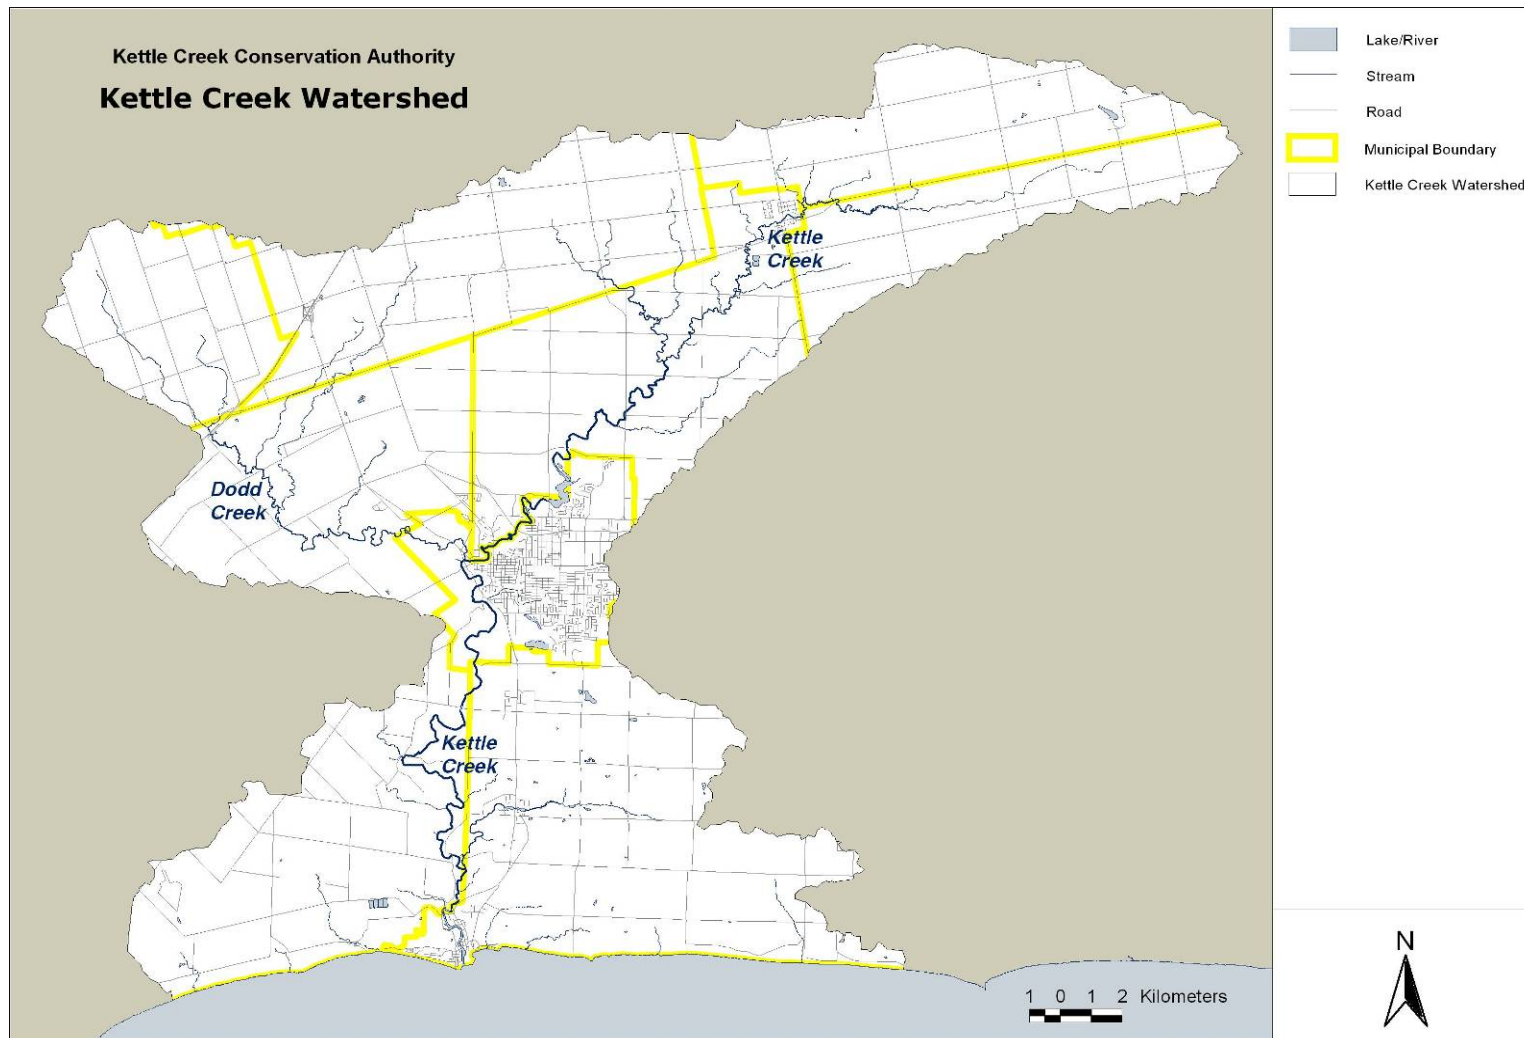 Kettle Creek Conservation Authority
Kettle Creek Watershed
Lake/River
Stream
Road
Municipal Boundary
Kettle Creek Watershed
Kettle
Creek
Dodd
Creek
Kettle
Creek
1 0 1 2 Kilometers
N